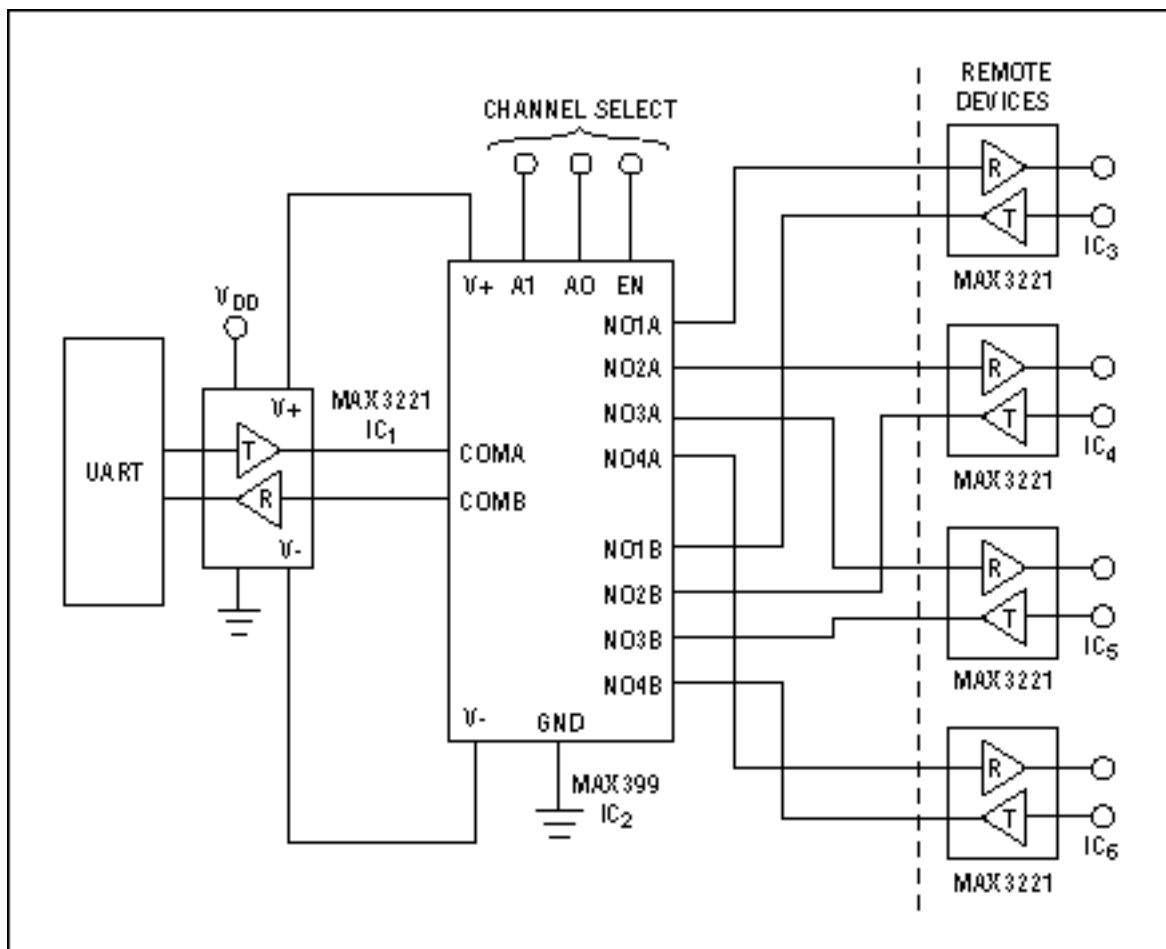 REMOTE
DEVICES
CHANNEL SELECT
R
T
IC3
MAX3221
V+ A1 A0 EN
VDD
NO1A
NO2A
NO3A
NO4A
R
T
IC4
MAX3221
V+
MAX3221
IC1
T
R
V-
UART
COMA
COMB
NO1B
NO2B
NO3B
NO4B
R
T
IC5
MAX3221
V- GND
MAX399
IC2
R
T
IC6
MAX3221